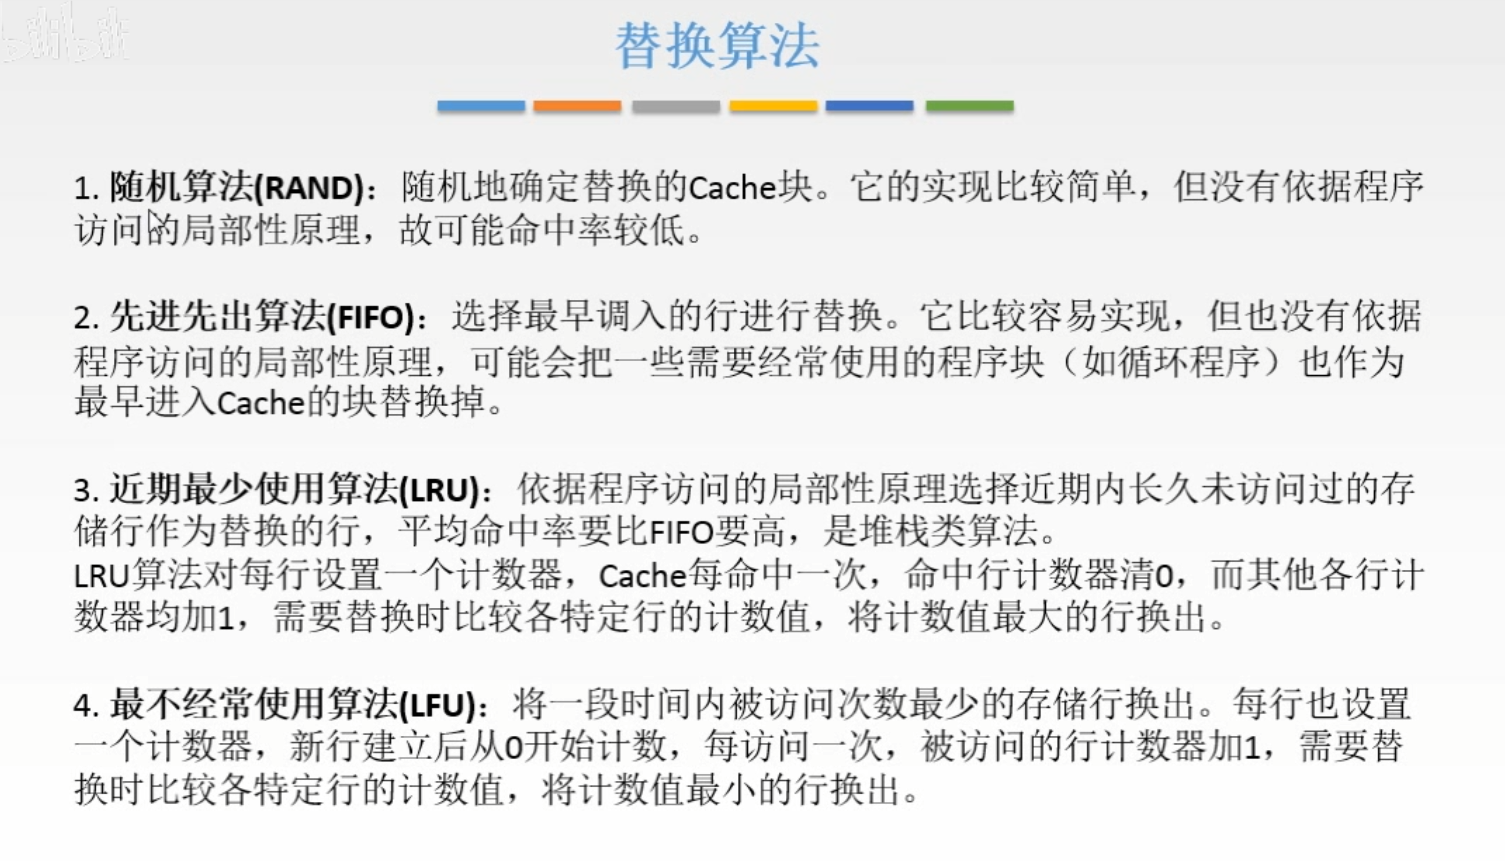 bilibili
替换算法
1. 随机算法(RAND)：随机地确定替换的Cache块。它的实现比较简单，但没有依据程序
访问的局部性原理，故可能命中率较低。
2. 先进先出算法(FIFO)：选择最早调入的行进行替换。它比较容易实现，但也没有依据
程序访问的局部性原理，可能会把一些需要经常使用的程序块（如循环程序）也作为
最早进入Cache的块替换掉。
3. 近期最少使用算法(LRU)：依据程序访问的局部性原理选择近期内长久未访问过的存
储行作为替换的行，平均命中率要比FIFO要高，是堆栈类算法。
LRU算法对每行设置一个计数器，Cache每命中一次，命中行计数器清0，而其他各行计
数器均加1，需要替换时比较各特定行的计数值，将计数值最大的行换出。
4. 最不经常使用算法(LFU)：将一段时间内被访问次数最少的存储行换出。每行也设置
一个计数器，新行建立后从0开始计数，每访问一次，被访问的行计数器加1，需要替
换时比较各特定行的计数值，将计数值最小的行换出。